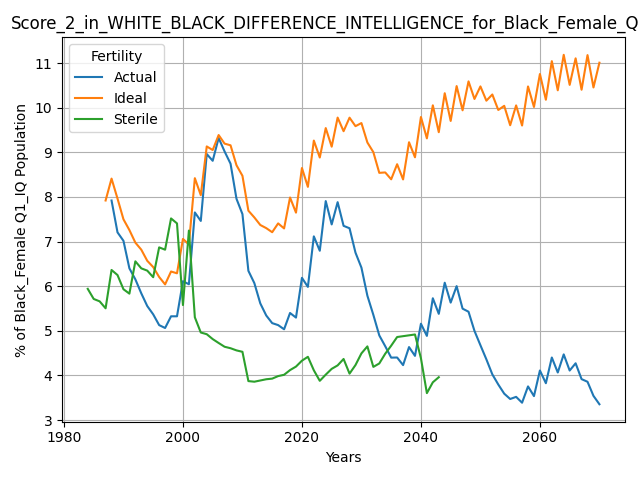 Score_2_in_WHITE_BLACK_DIFFERENCE_INTELLIGENCE_for_Black_Female_Q
Fertility
Actual
Ideal
Sterile
% of Black_Female Q1_IQ Population
11
10
9
8
7
6
5
4
3
1980 2000 2020 2040 2060
Years